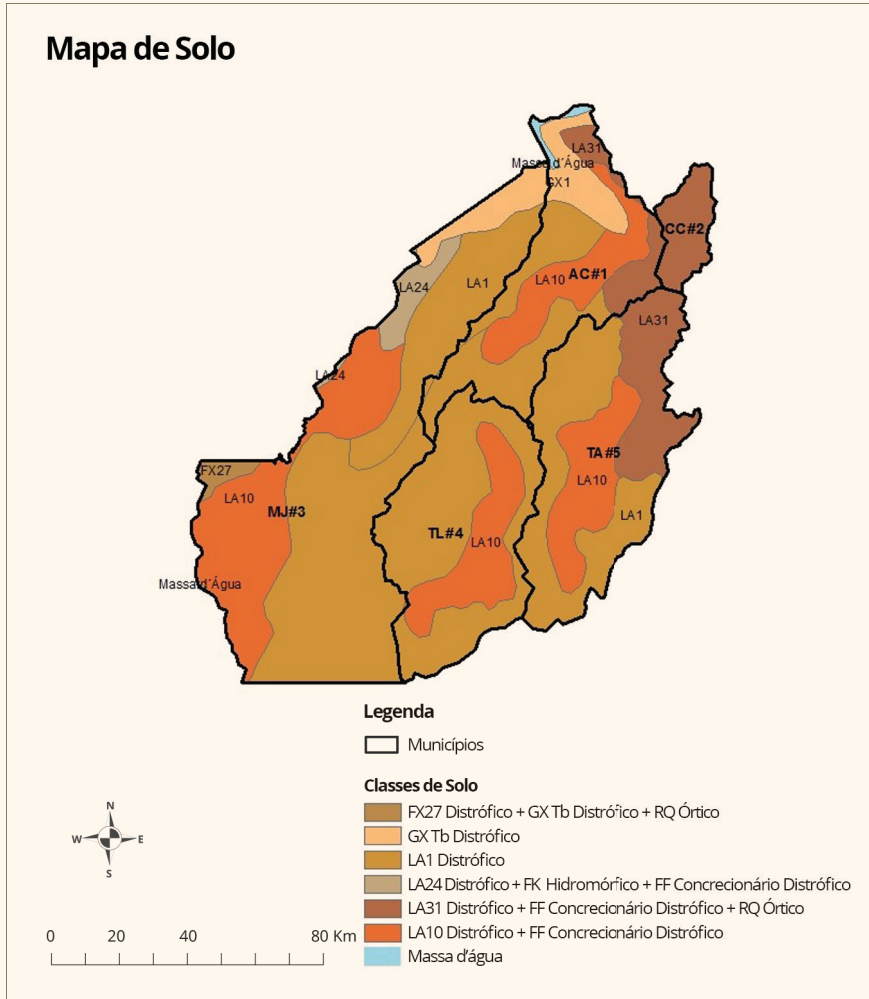 Mapa de Solo
LA31
Massa d´Água
GX1
CC#2
LA24
LA1
LA10
AC#1
LA31
LA24
TA#5
FX27
LA10
LA10
MJ#3
LA1
TL#4
LA10
Massa d´Água
Legenda
Municípios
Classes de Solo
FX27 Distrófico + GX Tb Distrófico + RQ Órtico
GX Tb Distrófico
LA1 Distrófico
LA24 Distrófico + FK Hidromórfico + FF Concrecionário Distrófico
LA31 Distrófico + FF Concrecionário Distrófico + RQ Órtico
LA10 Distrófico + FF Concrecionário Distrófico
Massa d’água
N
W E
S
0 20 40 80 Km